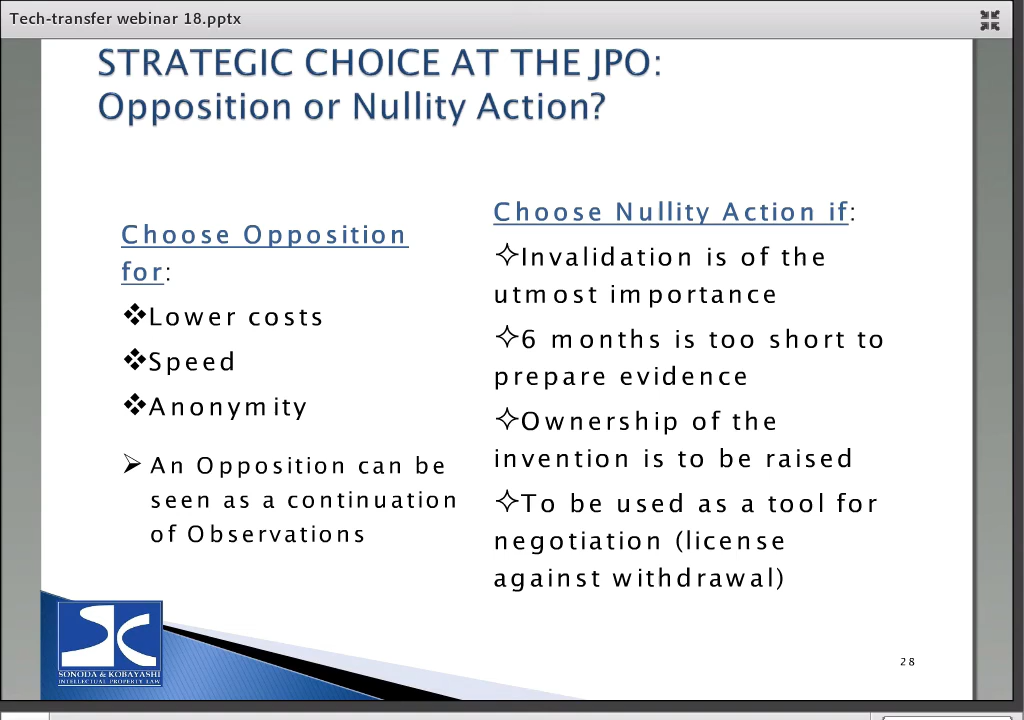 Tech-transfer webinar 18.pptx
STRATEGIC CHOICE AT THE JPO:
Opposition or Nullity Action?
Choose Opposition
for:
❖Lower costs
❖Speed
❖Anonymity
➢ An Opposition can be
seen as a continuation
of Observations
Choose Nullity Action if:
✧Invalidation is of the
utmost importance
✧6 months is too short to
prepare evidence
✧Ownership of the
invention is to be raised
✧To be used as a tool for
negotiation (license
against withdrawal)
SONODA & KOBAYASHI
INTELLECTUAL PROPERTY LAW
28